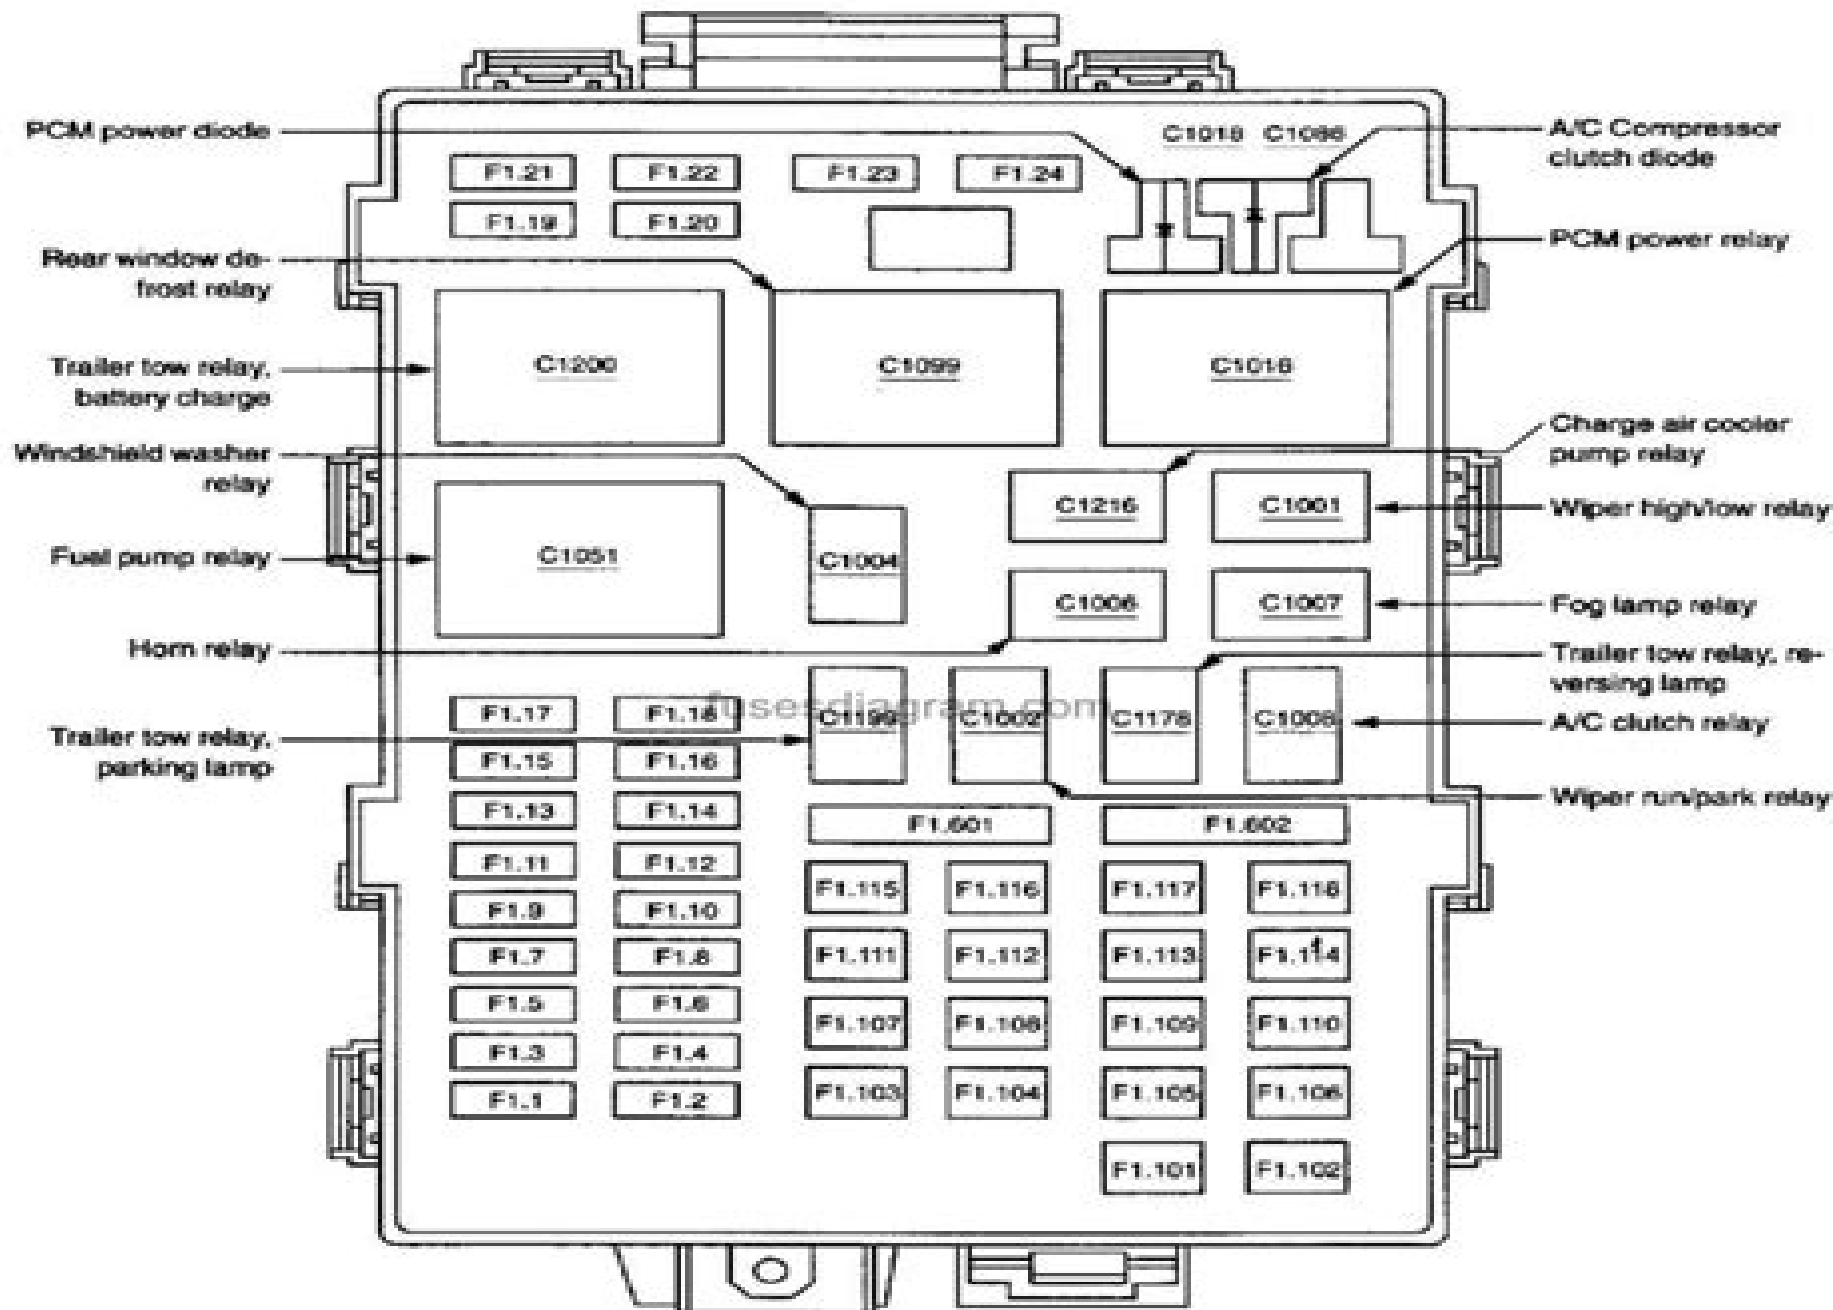 PCM power diode
C1018 C1086
A/C Compressor
clutch diode
F1.21
F1.22
F1.23
F1.24
F1.19
F1.20
PCM power relay
Rear window de-
frost relay
Trailer tow relay,
battery charge
C1200
C1099
C1016
Charge air cooler
pump relay
Windshield washer
relay
C1216
C1001
Wiper high/low relay
Fuel pump relay
C1051
C1004
C1006
C1007
Fog lamp relay
Horn relay
Trailer tow relay, re-
versing lamp
F1.17
F1.18
fusesdiagram.com
C1199
C1002
C1178
C1008
A/C clutch relay
Trailer tow relay,
parking lamp
F1.15
F1.16
Wiper run/park relay
F1.13
F1.14
F1.601
F1.602
F1.11
F1.12
F1.115
F1.116
F1.117
F1.118
F1.9
F1.10
F1.7
F1.8
F1.111
F1.112
F1.113
F1.114
F1.5
F1.6
F1.107
F1.108
F1.109
F1.110
F1.3
F1.4
F1.1
F1.2
F1.103
F1.104
F1.105
F1.106
F1.101
F1.102